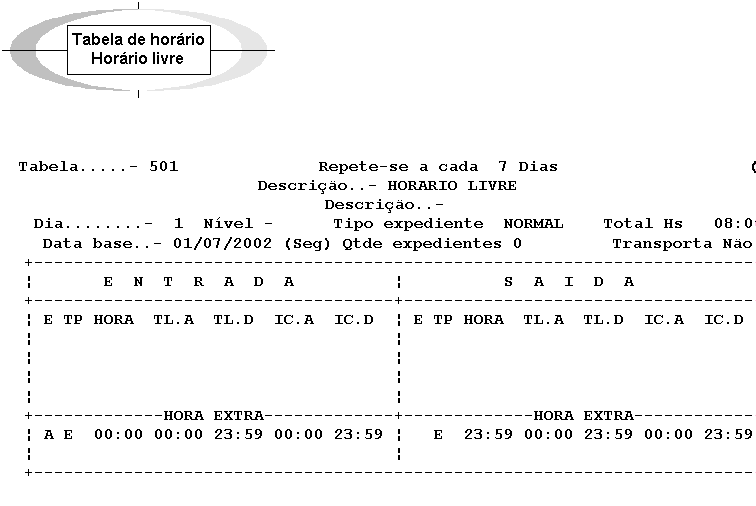 Tabela de horário
Horário livre
Tabela.....- 501 Repete-se a cada 7 Dias (
Descrição..- HORARIO LIVRE
Descrição..-
Dia........- 1 Nível - Tipo expediente NORMAL Total Hs 08:0
Data base..- 01/07/2002 (Seg) Qtde expedientes 0 Transporta Não
E N T R A D A S A I D A
E TP HORA TL.A TL.D IC.A IC.D E TP HORA TL.A TL.D IC.A IC.D
HORA EXTRA HORA EXTRA
A E 00:00 00:00 23:59 00:00 23:59 E 23:59 00:00 23:59 00:00 23:59